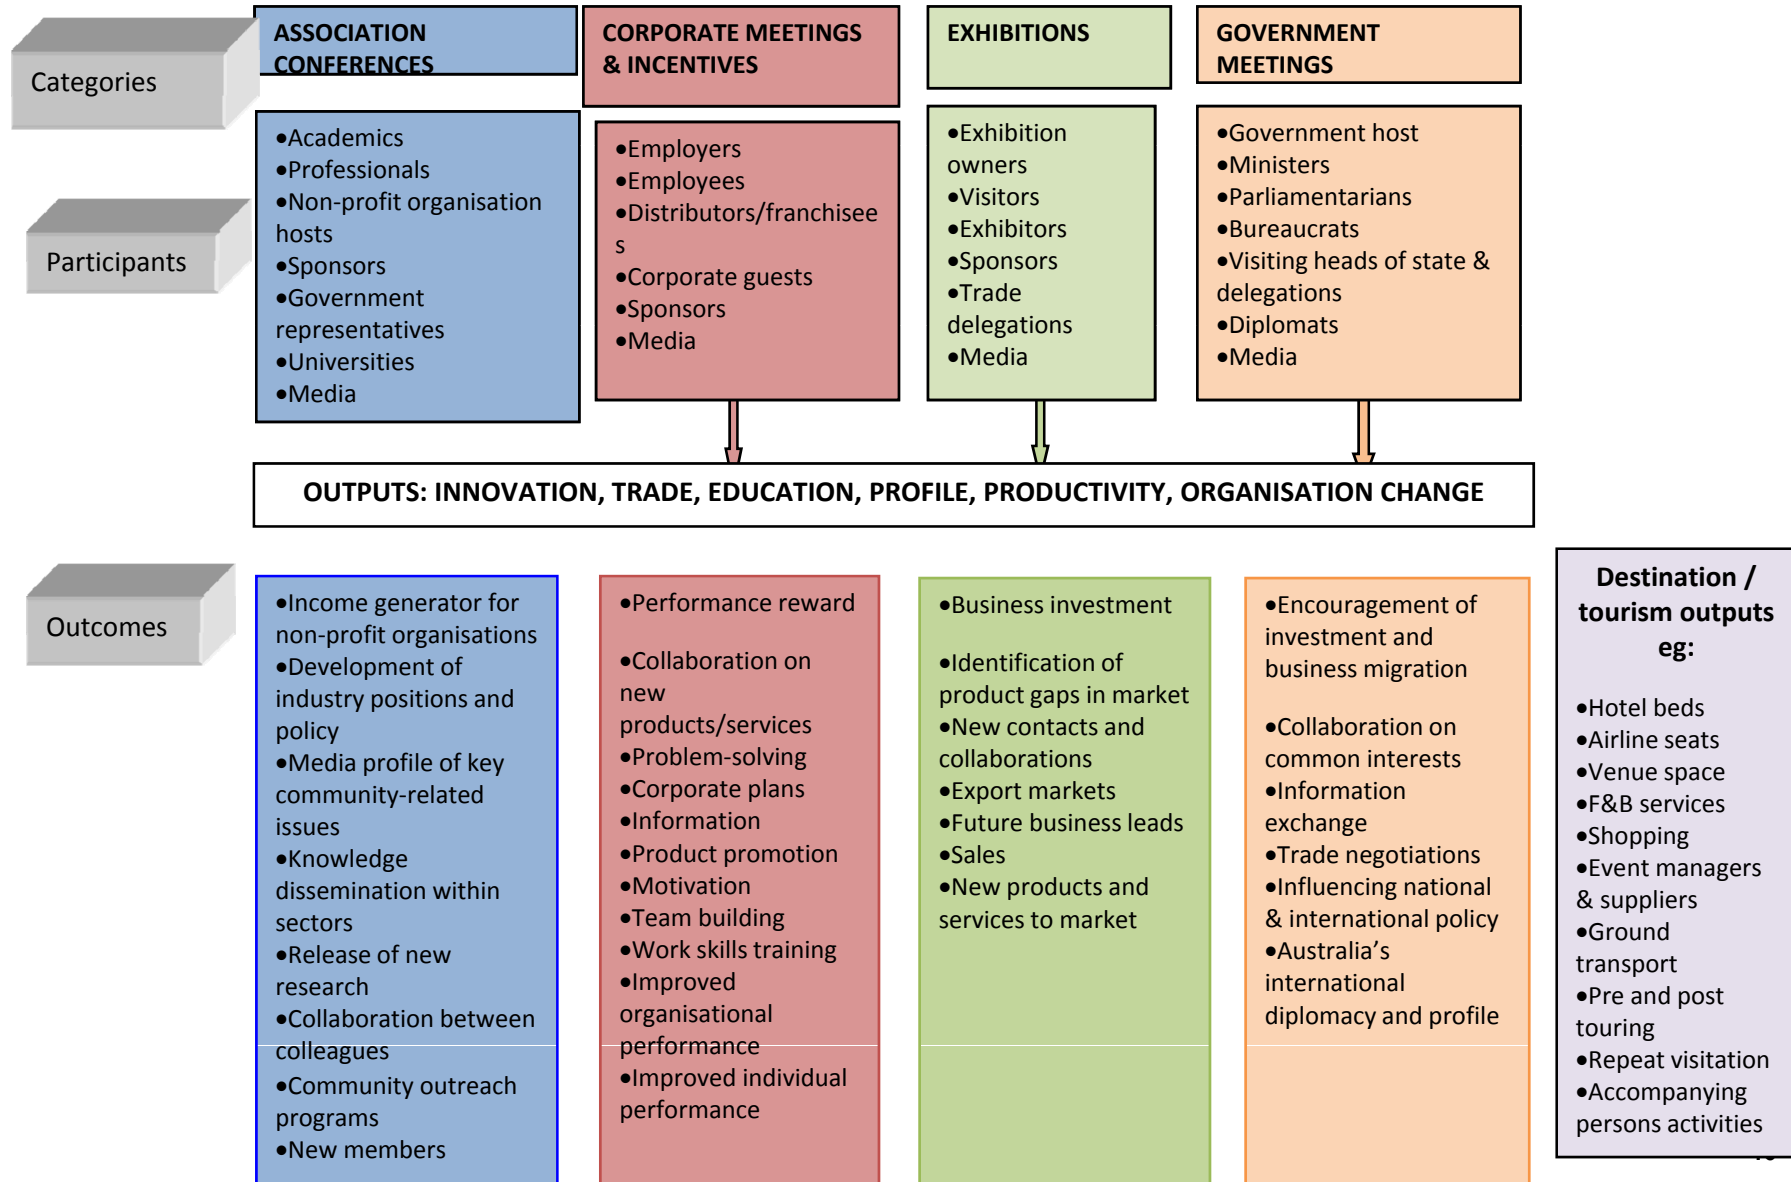 Categories
ASSOCIATION
CONFERENCES
CORPORATE MEETINGS
& INCENTIVES
EXHIBITIONS
GOVERNMENT
MEETINGS
Participants
•Academics
•Professionals
•Non-profit organisation
hosts
•Sponsors
•Government
representatives
•Universities
•Media
•Employers
•Employees
•Distributors/franchisee
s
•Corporate guests
•Sponsors
•Media
•Exhibition
owners
•Visitors
•Exhibitors
•Sponsors
•Trade
delegations
•Media
•Government host
•Ministers
•Parliamentarians
•Bureaucrats
•Visiting heads of state &
delegations
•Diplomats
•Media
OUTPUTS: INNOVATION, TRADE, EDUCATION, PROFILE, PRODUCTIVITY, ORGANISATION CHANGE
Outcomes
•Income generator for
non-profit organisations
•Development of
industry positions and
policy
•Media profile of key
community-related
issues
•Knowledge
dissemination within
sectors
•Release of new
research
•Collaboration between
colleagues
•Community outreach
programs
•New members
•Performance reward
•Collaboration on
new
products/services
•Problem-solving
•Corporate plans
•Information
•Product promotion
•Motivation
•Team building
•Work skills training
•Improved
organisational
performance
•Improved individual
performance
•Business investment
•Identification of
product gaps in market
•New contacts and
collaborations
•Export markets
•Future business leads
•Sales
•New products and
services to market
•Encouragement of
investment and
business migration
•Collaboration on
common interests
•Information
exchange
•Trade negotiations
•Influencing national
& international policy
•Australia's
international
diplomacy and profile
Destination /
tourism outputs
eg:
•Hotel beds
•Airline seats
•Venue space
•F&B services
•Shopping
•Event managers
& suppliers
•Ground
transport
•Pre and post
touring
•Repeat visitation
•Accompanying
persons activities